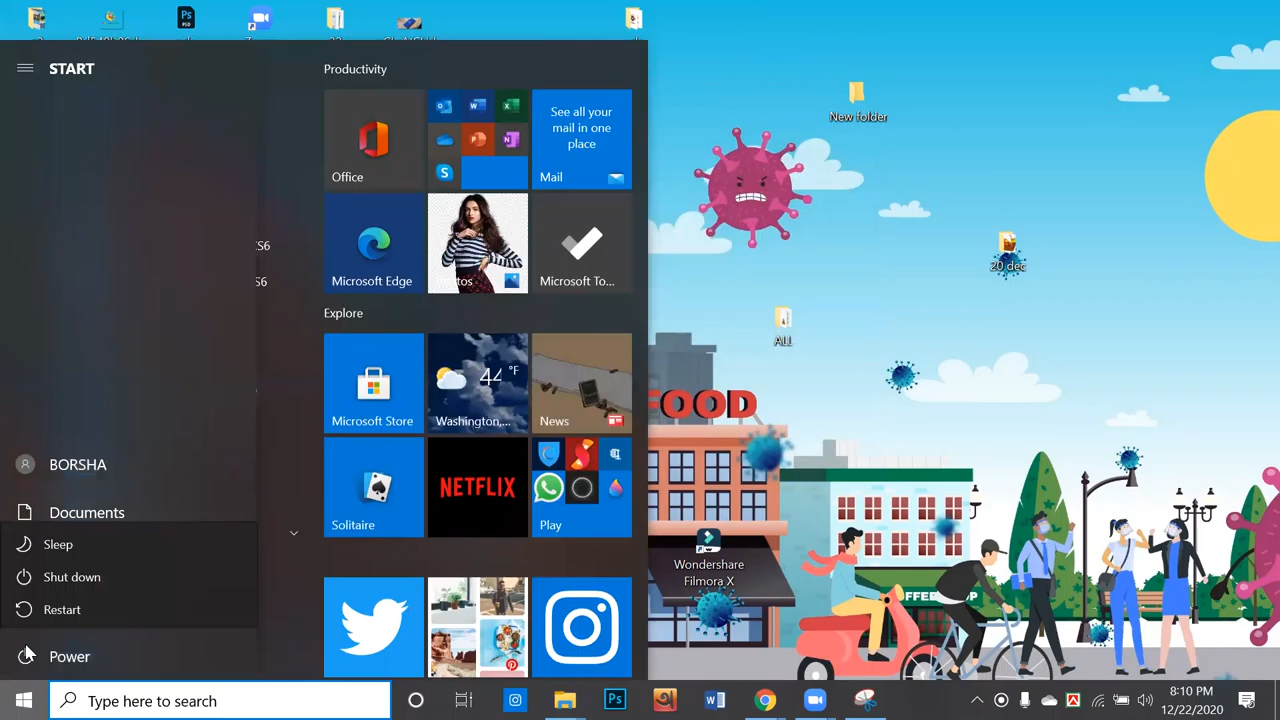 START
Productivity
Office
See all your
mail in one
place
Mail
Microsoft Edge
Microsoft To...
Explore
Microsoft Store
44 °F
Washington,...
News
Solitaire
NETFLIX
Play
BORSHA
Documents
Sleep
Shut down
Restart
Power
New folder
20 dec
ALL
FOOD
Wondershare
Filmora X
Type here to search
8:10 PM
12/22/2020